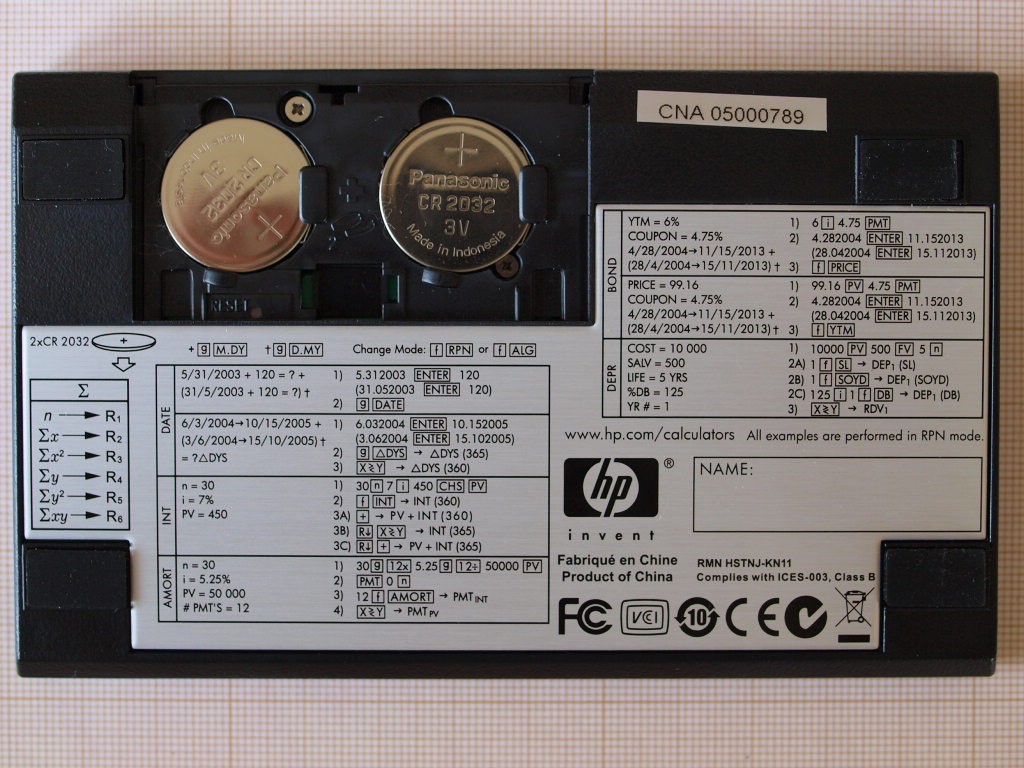 CNA 05000789
Panasonic
CR 2032
3V
Made in Indonesia
+
Panasonic
CR 2032
3V
Made in Indonesia
RESET
2xCR 2032 +
+ g M.DY † g D.MY Change Mode: f RPN or f ALG
Σ
n → R1
Σx → R2
Σx² → R3
Σy → R4
Σy² → R5
Σxy → R6
DATE
5/31/2003 + 120 = ? + 1) 5.312003 ENTER 120
(31/5/2003 + 120 = ?) † (31.052003 ENTER 120)
2) g DATE
6/3/2004→10/15/2005 + 1) 6.032004 ENTER 10.152005
(3/6/2004→15/10/2005) † (3.062004 ENTER 15.102005)
= ?△DYS 2) g △DYS → △DYS (365)
3) X≷Y → △DYS (360)
INT
n = 30 1) 30 n 7 i 450 CHS PV
i = 7% 2) f INT → INT (360)
PV = 450 3A) + → PV + INT (360)
3B) R↓ X≷Y → INT (365)
3C) R↓ + → PV + INT (365)
AMORT
n = 30 1) 30 g 12x 5.25 g 12÷ 50000 PV
i = 5.25% 2) PMT 0 n
PV = 50 000 3) 12 f AMORT → PMT INT
# PMT'S = 12 4) X≷Y → PMT PV
BOND
YTM = 6% 1) 6 i 4.75 PMT
COUPON = 4.75% 2) 4.282004 ENTER 11.152013
4/28/2004→11/15/2013 + (28.042004 ENTER 15.112013)
(28/4/2004→15/11/2013) † 3) f PRICE
PRICE = 99.16 1) 99.16 PV 4.75 PMT
COUPON = 4.75% 2) 4.282004 ENTER 11.152013
4/28/2004→11/15/2013 + (28.042004 ENTER 15.112013)
(28/4/2004→15/11/2013) † 3) f YTM
DEPR
COST = 10 000 1) 10000 PV 500 FV 5 n
SALV = 500 2A) 1 f SL → DEP1 (SL)
LIFE = 5 YRS 2B) 1 f SOYD → DEP1 (SOYD)
%DB = 125 2C) 125 i 1 f DB → DEP1 (DB)
YR # = 1 3) X≷Y → RDV1
www.hp.com/calculators All examples are performed in RPN mode.
hp ®
invent
NAME:
Fabriqué en Chine
Product of China
RMN HSTNJ-KN11
Complies with ICES-003, Class B
FC VCI 10 CE